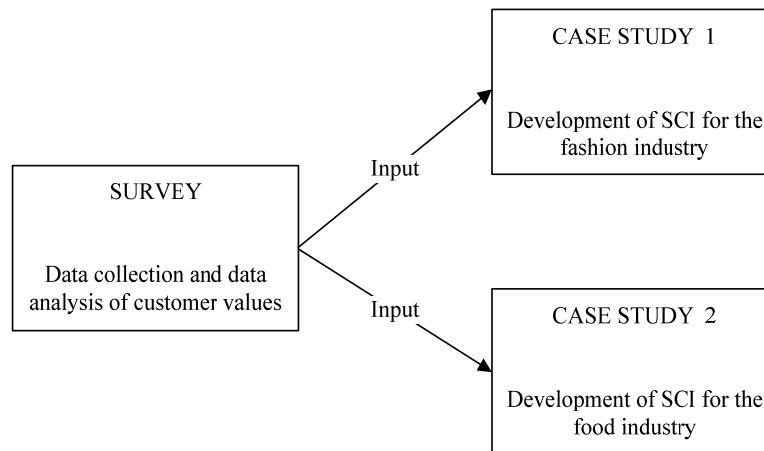 CASE STUDY 1
Development of SCI for the
fashion industry
Input
SURVEY
Data collection and data
analysis of customer values
Input
CASE STUDY 2
Development of SCI for the
food industry